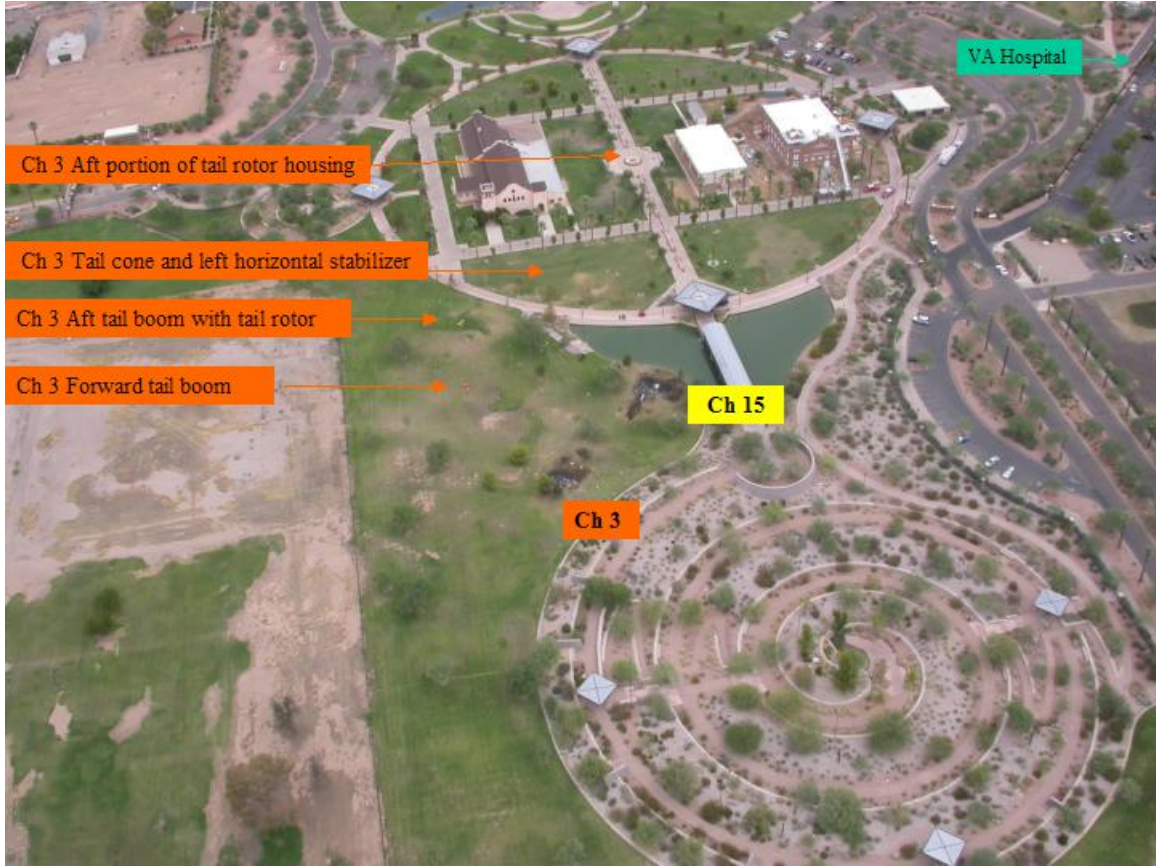 VA Hospital
Ch 3 Aft portion of tail rotor housing
Ch 3 Tail cone and left horizontal stabilizer
Ch 3 Aft tail boom with tail rotor
Ch 3 Forward tail boom
Ch 15
Ch 3